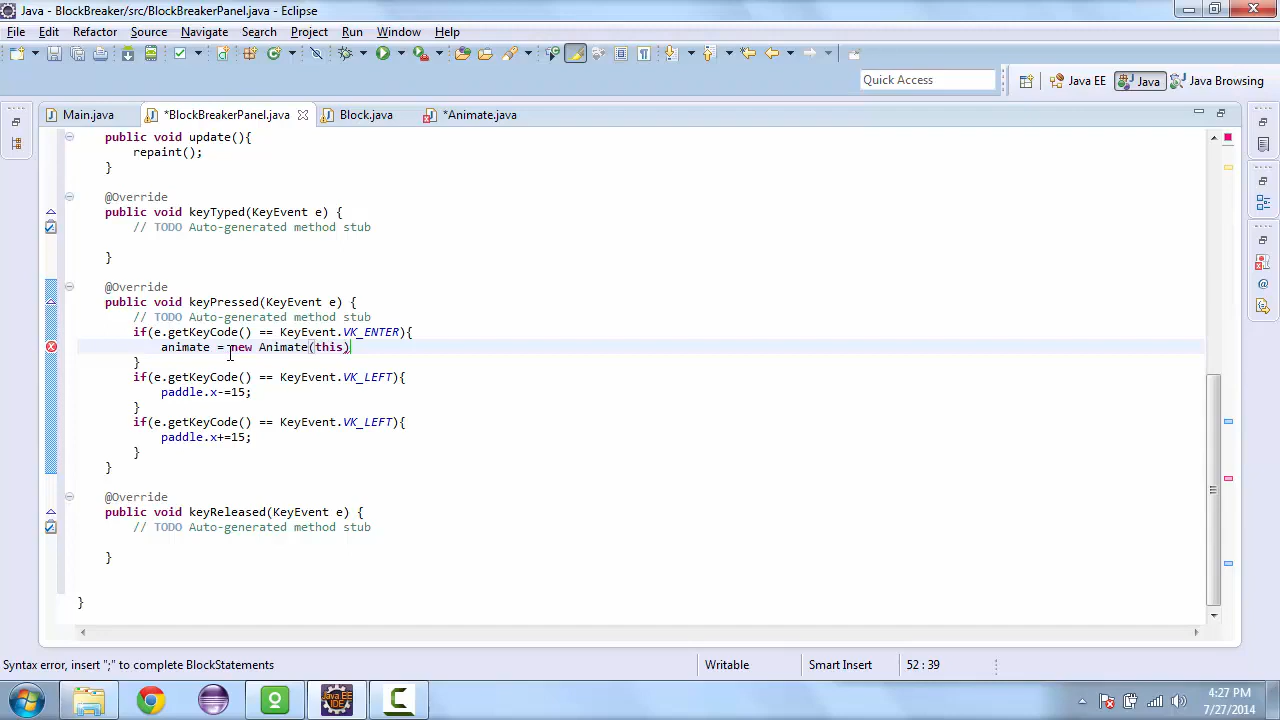 Java - BlockBreaker/src/BlockBreakerPanel.java - Eclipse
File Edit Refactor Source Navigate Search Project Run Window Help
Quick Access
Java EE
Java
Java Browsing
Main.java
*BlockBreakerPanel.java
Block.java
*Animate.java
public void update(){
repaint();
}
@Override
public void keyTyped(KeyEvent e) {
// TODO Auto-generated method stub
}
@Override
public void keyPressed(KeyEvent e) {
// TODO Auto-generated method stub
if(e.getKeyCode() == KeyEvent.VK_ENTER){
animate = new Animate(this)
}
if(e.getKeyCode() == KeyEvent.VK_LEFT){
paddle.x-=15;
}
if(e.getKeyCode() == KeyEvent.VK_LEFT){
paddle.x+=15;
}
}
@Override
public void keyReleased(KeyEvent e) {
// TODO Auto-generated method stub
}
}
Syntax error, insert ";" to complete BlockStatements
Writable
Smart Insert
52 : 39
Java EE
IDE
4:27 PM
7/27/2014